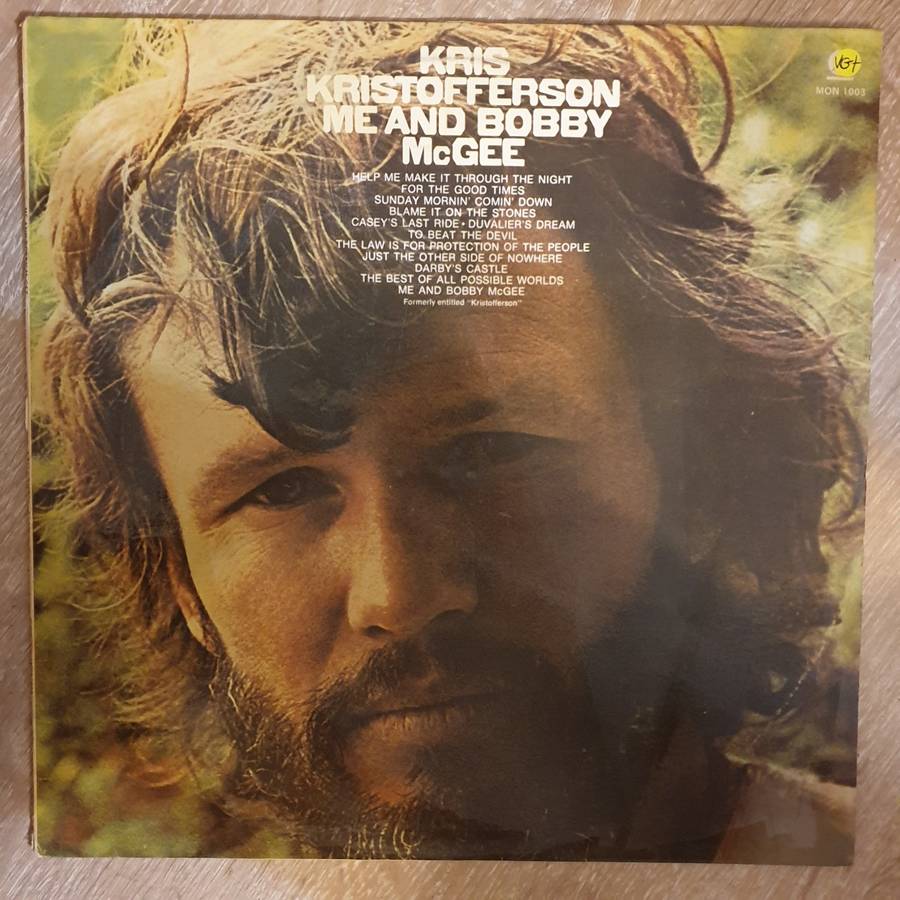 KRIS
KRISTOFFERSON
ME AND BOBBY
McGEE
HELP ME MAKE IT THROUGH THE NIGHT
FOR THE GOOD TIMES
SUNDAY MORNIN' COMIN' DOWN
BLAME IT ON THE STONES
CASEY'S LAST RIDE • DUVALIER'S DREAM
TO BEAT THE DEVIL
THE LAW IS FOR PROTECTION OF THE PEOPLE
JUST THE OTHER SIDE OF NOWHERE
DARBY'S CASTLE
THE BEST OF ALL POSSIBLE WORLDS
ME AND BOBBY McGEE
Formerly entitled "Kristofferson"
VG+
MON 1003